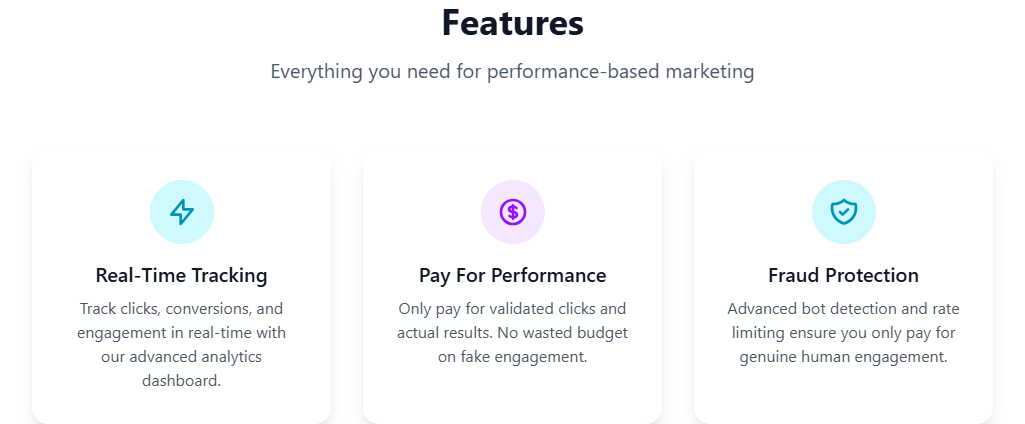 Features
Everything you need for performance-based marketing
Real-Time Tracking
Track clicks, conversions, and
engagement in real-time with
our advanced analytics
dashboard.
Pay For Performance
Only pay for validated clicks and
actual results. No wasted budget
on fake engagement.
Fraud Protection
Advanced bot detection and rate
limiting ensure you only pay for
genuine human engagement.